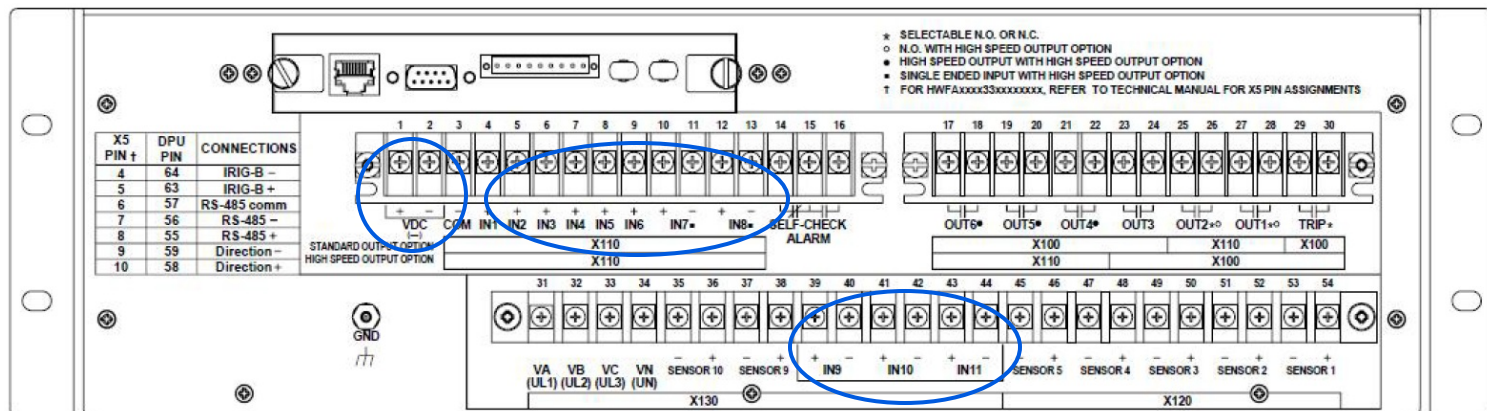 * SELECTABLE N.O. OR N.C.
○ N.O. WITH HIGH SPEED OUTPUT OPTION
● HIGH SPEED OUTPUT WITH HIGH SPEED OUTPUT OPTION
▪ SINGLE ENDED INPUT WITH HIGH SPEED OUTPUT OPTION
† FOR HWFAxxxx33xxxxxxxx, REFER TO TECHNICAL MANUAL FOR X5 PIN ASSIGNMENTS
X5 PIN † DPU PIN CONNECTIONS
4 64 IRIG-B −
5 63 IRIG-B +
6 57 RS-485 comm
7 56 RS-485 −
8 55 RS-485 +
9 59 Direction −
10 58 Direction +
1 2 3 4 5 6 7 8 9 10 11 12 13 14 15 16
17 18 19 20 21 22 23 24 25 26 27 28 29 30
+ − − + + + + + + + − + −
VDC COM IN1 IN2 IN3 IN4 IN5 IN6 IN7▪ IN8▪ SELF-CHECK
(−) ALARM
OUT6● OUT5● OUT4● OUT3 OUT2*○ OUT1*○ TRIP*
STANDARD OUTPUT OPTION X110 X100 X110 X100
HIGH SPEED OUTPUT OPTION X110 X110 X100
31 32 33 34 35 36 37 38 39 40 41 42 43 44 45 46 47 48 49 50 51 52 53 54
GND
− + − + + − + − + − − + − + − + − + − +
VA VB VC VN SENSOR 10 SENSOR 9 IN9 IN10 IN11 SENSOR 5 SENSOR 4 SENSOR 3 SENSOR 2 SENSOR 1
(UL1) (UL2) (UL3) (UN)
X130 X120